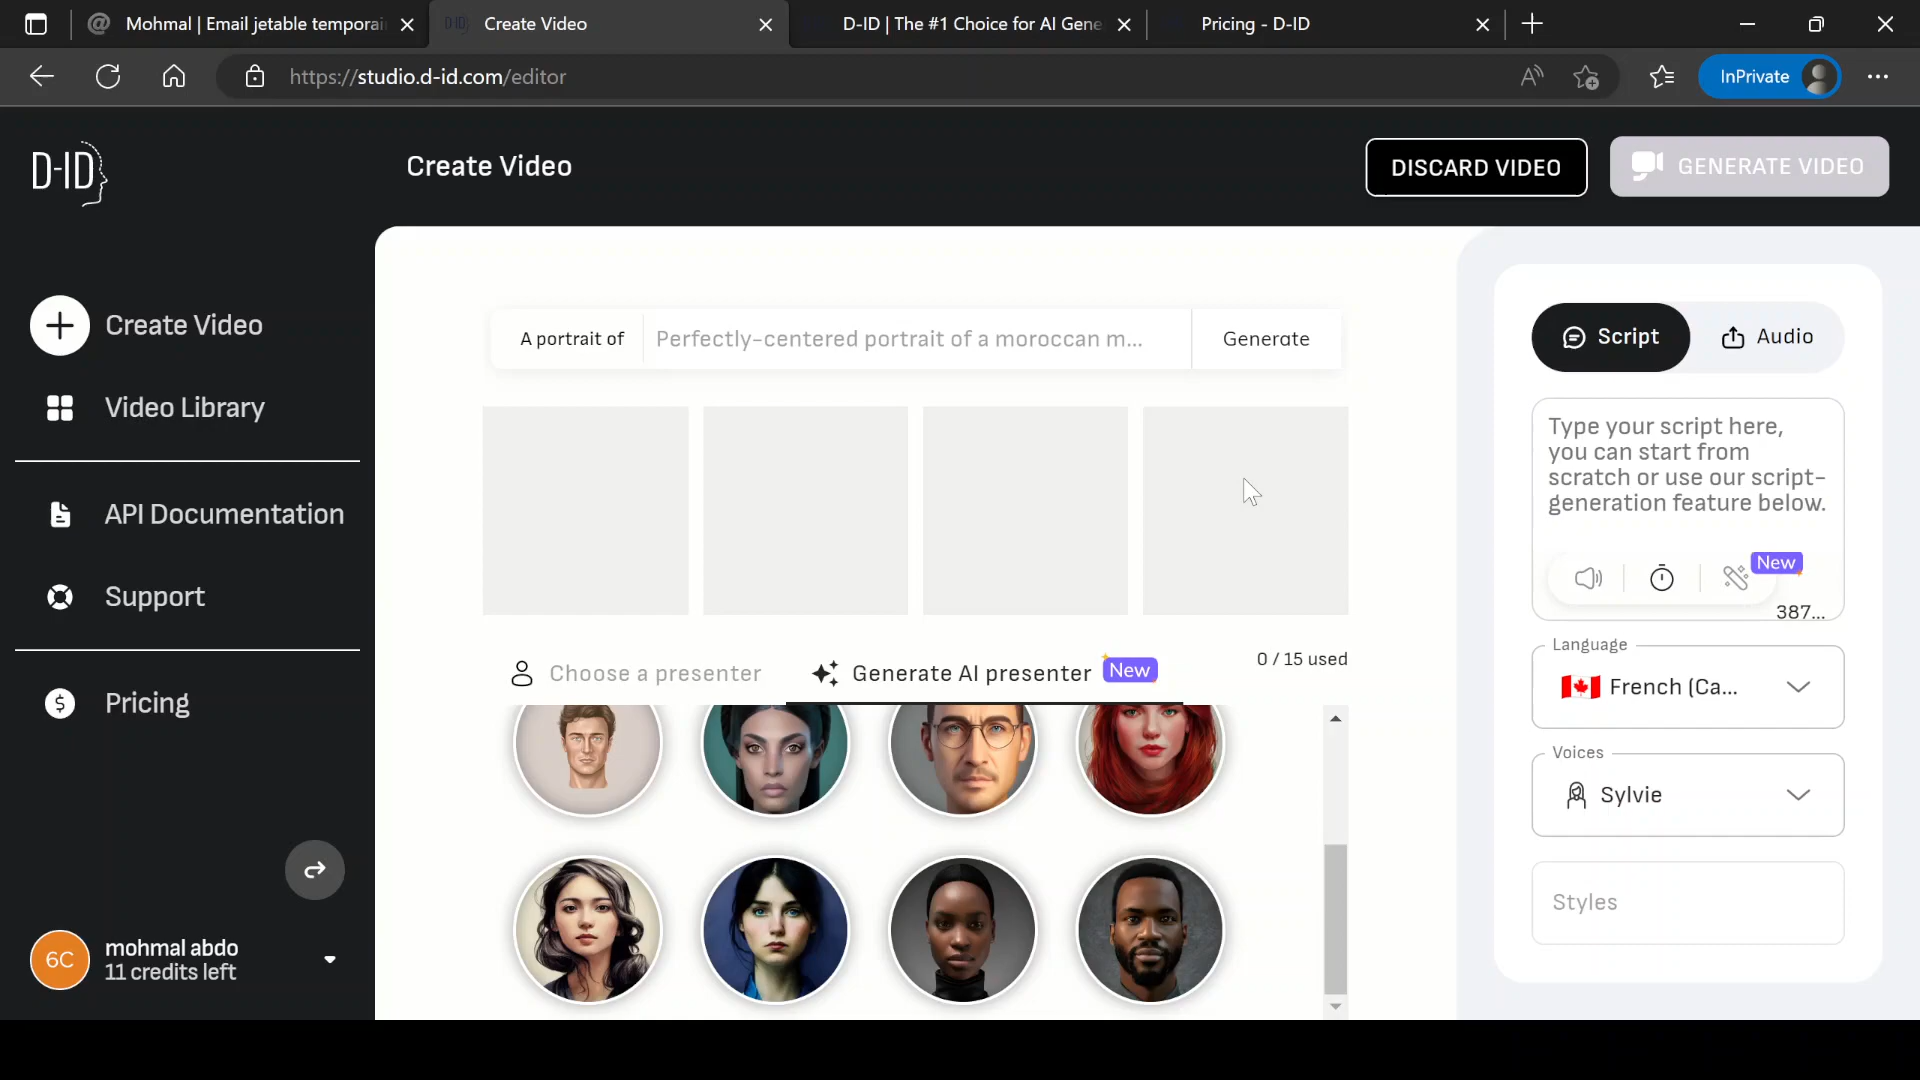 Mohmal | Email jetable temporai
Create Video
D-ID | The #1 Choice for AI Gene
Pricing - D-ID
https://studio.d-id.com/editor
InPrivate
D-ID
Create Video
DISCARD VIDEO
GENERATE VIDEO
Create Video
Video Library
API Documentation
Support
Pricing
6C
mohmal abdo
11 credits left
A portrait of
Perfectly-centered portrait of a moroccan m...
Generate
Choose a presenter
Generate AI presenter
New
0 / 15 used
Script
Audio
Type your script here,
you can start from
scratch or use our script-
generation feature below.
New
387...
Language
French (Ca...
Voices
Sylvie
Styles